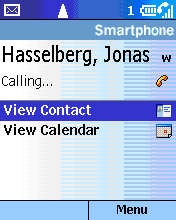 1
Smartphone
Hasselberg, Jonas w
Calling...
View Contact
View Calendar
Menu